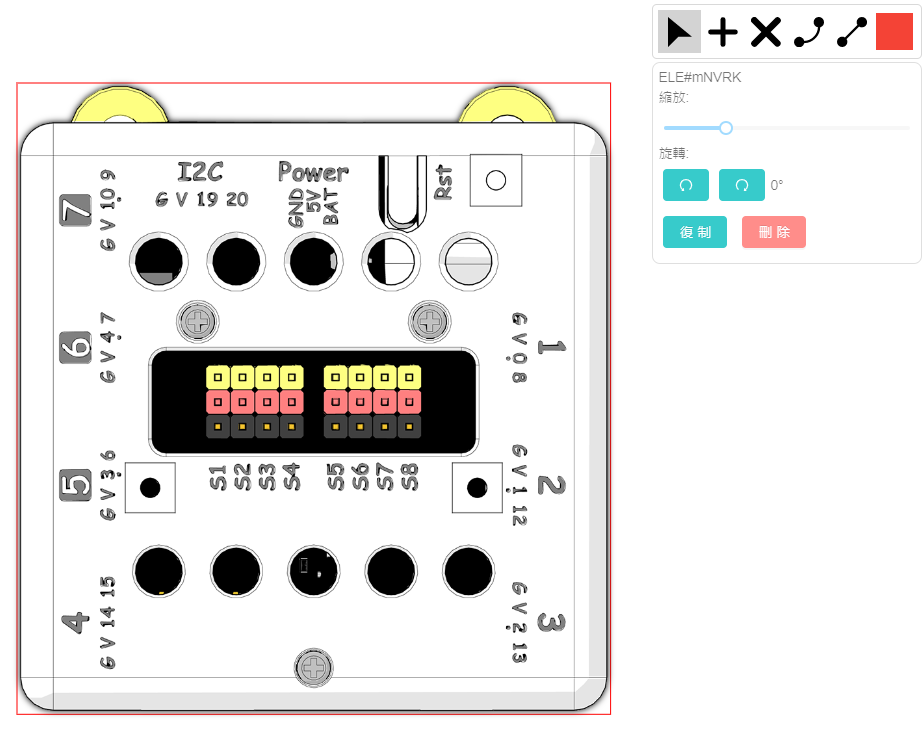 ELE#mNVRK
縮放:
旋轉:
0°
複 制
刪 除
I2C
G V 19 20
Power
GND
5V
BAT
Rst
7
G V 10 9
6
G V 4 7
5
G V 3 6
4
G V 14 15
1
G V 0 8
2
G V 1 12
3
G V 2 13
S1 S2 S3 S4 S5 S6 S7 S8